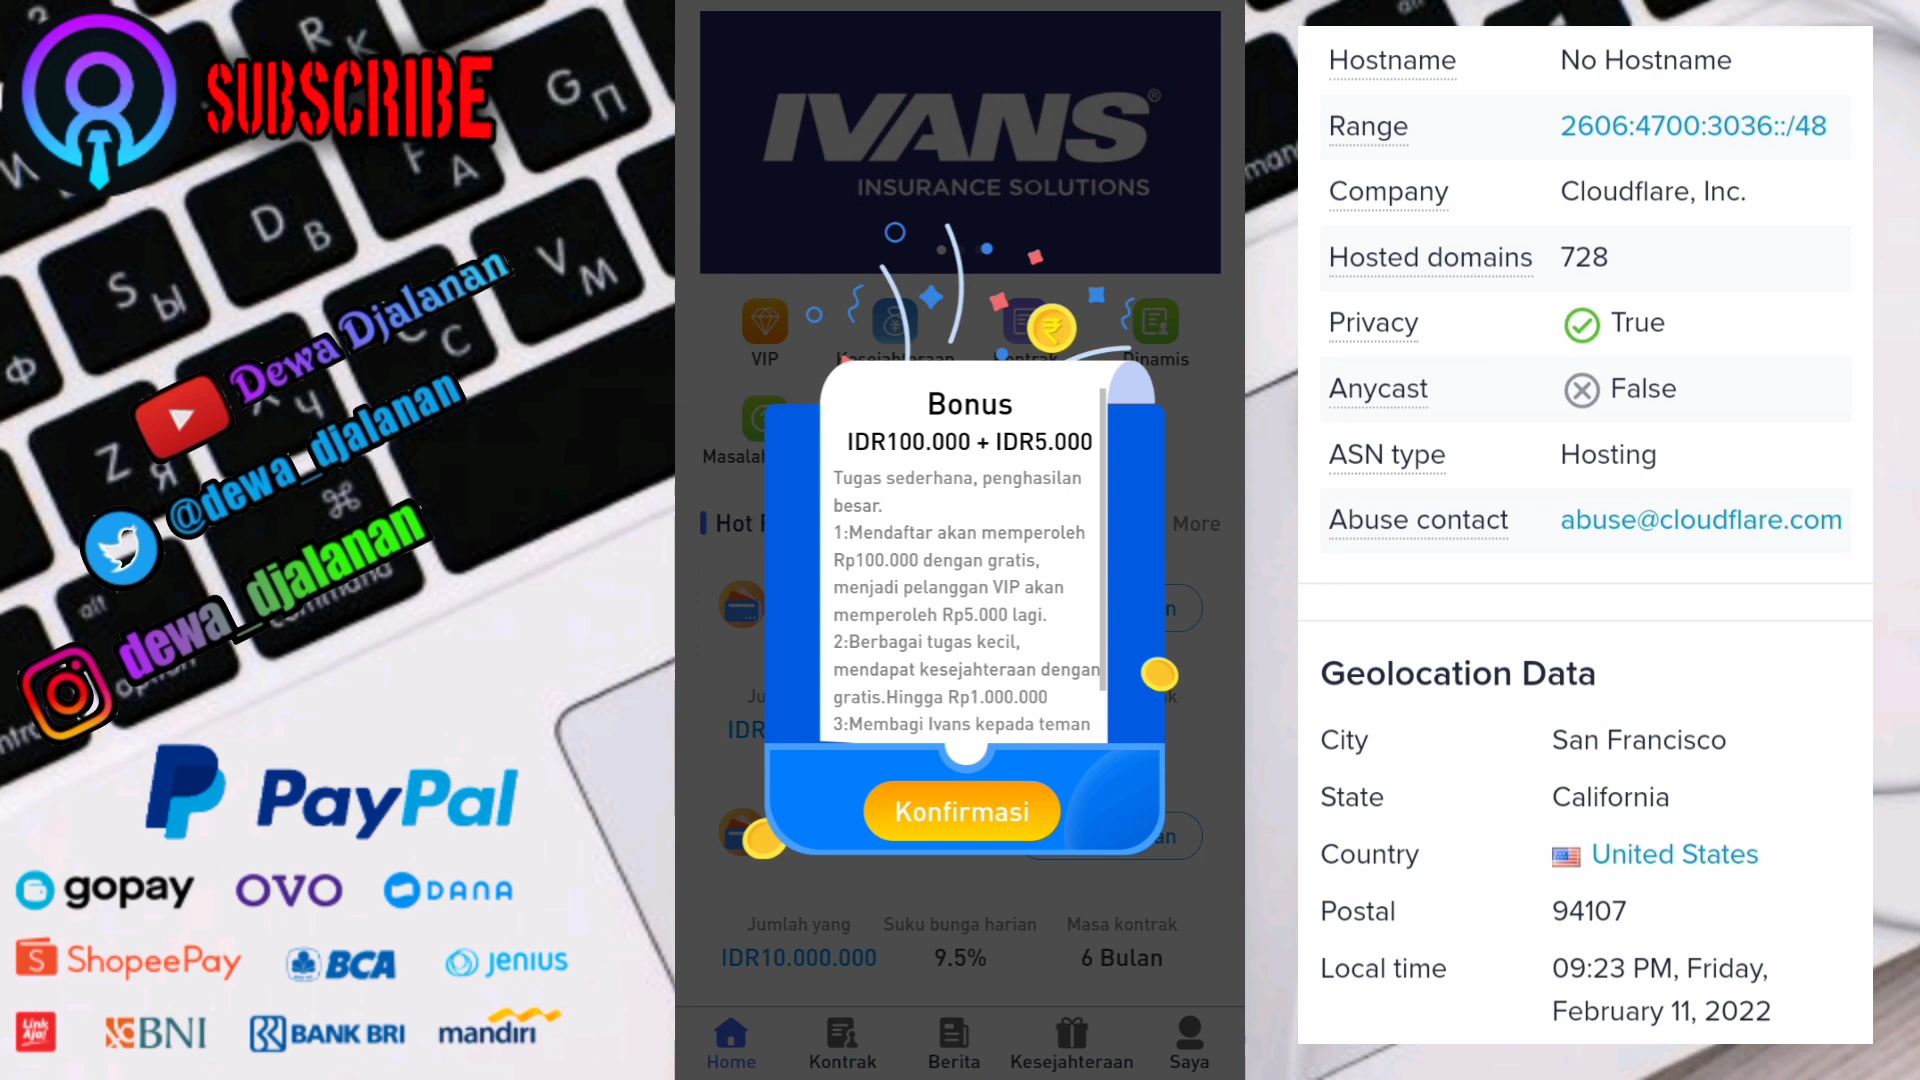 SUBSCRIBE
Dewa Djalanan
@dewa_djalanan
dewa_djalanan
PayPal
gopay
OVO
DANA
ShopeePay
BCA
jenius
Link
Aja!
BNI
BANK BRI
mandiri
IVANS®
INSURANCE SOLUTIONS
VIP
Kesejahteraan
Kontrak
Dinamis
Bonus
IDR100.000 + IDR5.000
Tugas sederhana, penghasilan
besar.
1:Mendaftar akan memperoleh
Rp100.000 dengan gratis,
menjadi pelanggan VIP akan
memperoleh Rp5.000 lagi.
2:Berbagai tugas kecil,
mendapat kesejahteraan dengan
gratis.Hingga Rp1.000.000
3:Membagi Ivans kepada teman
Konfirmasi
Hot
More
IDR
Jumlah yang
Suku bunga harian
Masa kontrak
IDR10.000.000
9.5%
6 Bulan
Home
Kontrak
Berita
Kesejahteraan
Saya
Hostname No Hostname
Range 2606:4700:3036::/48
Company Cloudflare, Inc.
Hosted domains 728
Privacy True
Anycast False
ASN type Hosting
Abuse contact abuse@cloudflare.com
Geolocation Data
City San Francisco
State California
Country United States
Postal 94107
Local time 09:23 PM, Friday,
February 11, 2022